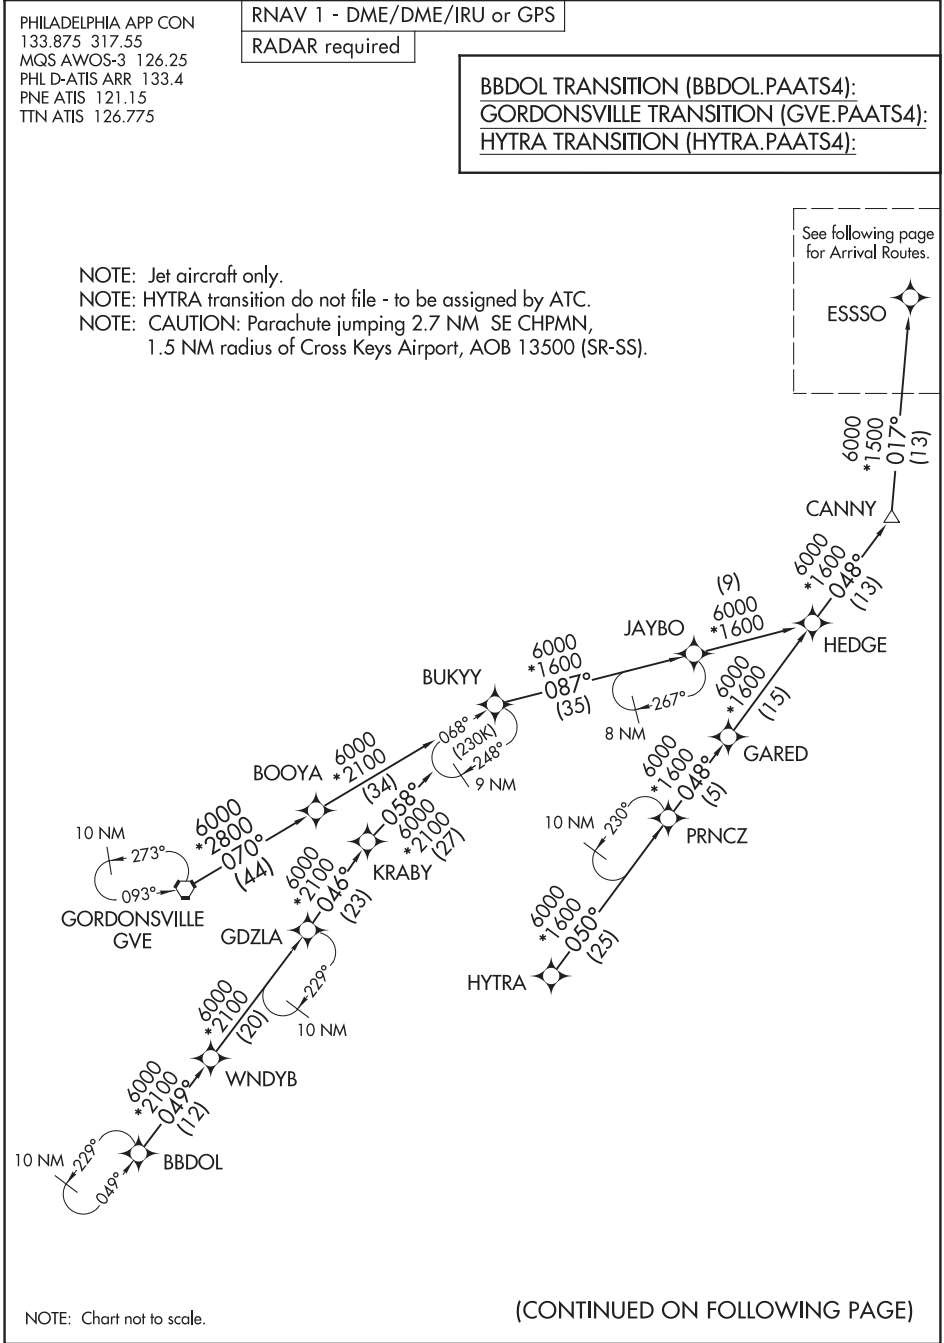 PHILADELPHIA APP CON
133.875 317.55
MQS AWOS-3 126.25
PHL D-ATIS ARR 133.4
PNE ATIS 121.15
TTN ATIS 126.775
RNAV 1 - DME/DME/IRU or GPS
RADAR required
BBDOL TRANSITION (BBDOL.PAATS4):
GORDONSVILLE TRANSITION (GVE.PAATS4):
HYTRA TRANSITION (HYTRA.PAATS4):
See following page
for Arrival Routes.
NOTE: Jet aircraft only.
NOTE: HYTRA transition do not file - to be assigned by ATC.
NOTE: CAUTION: Parachute jumping 2.7 NM SE CHPMN,
1.5 NM radius of Cross Keys Airport, AOB 13500 (SR-SS).
ESSSO
6000
*1500
017°
(13)
CANNY
6000
*1600
048°
(13)
HEDGE
(9)
6000
*1600
JAYBO
267°
8 NM
6000
*1600
087°
(35)
BUKYY
068°
(230K)
248°
9 NM
6000
*1600
(15)
GARED
6000
*1600
048°
(5)
PRNCZ
10 NM
230°
6000
*1600
050°
(25)
HYTRA
BOOYA
6000
*2100
(34)
058°
6000
*2100
(27)
KRABY
6000
*2800
070°
(44)
10 NM
273°
093°
GORDONSVILLE
GVE
6000
*2100
046°
(23)
GDZLA
229°
10 NM
6000
*2100
(20)
WNDYB
6000
*2100
049°
(12)
BBDOL
10 NM
229°
049°
NOTE: Chart not to scale.
(CONTINUED ON FOLLOWING PAGE)